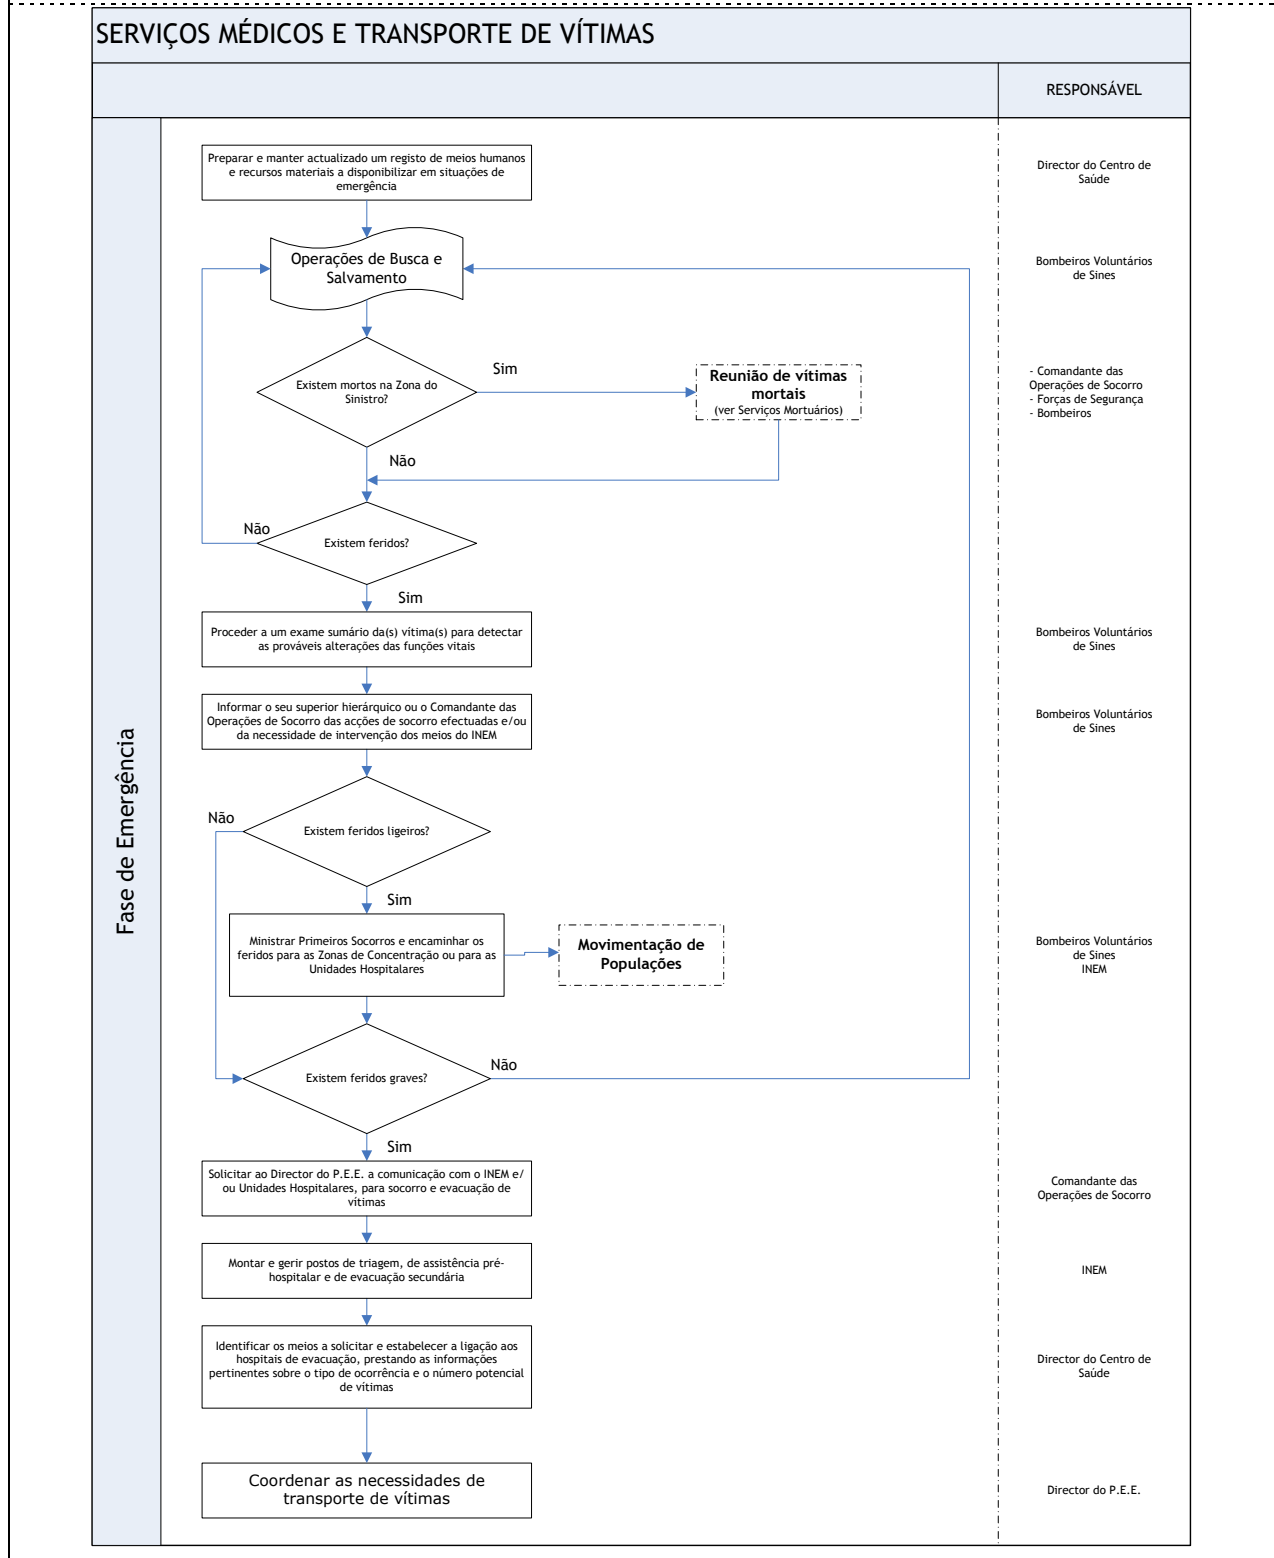 SERVIÇOS MÉDICOS E TRANSPORTE DE VÍTIMAS
RESPONSÁVEL
Fase de Emergência
Preparar e manter actualizado um registo de meios humanos
e recursos materiais a disponibilizar em situações de
emergência
Director do Centro de
Saúde
Operações de Busca e
Salvamento
Bombeiros Voluntários
de Sines
Existem mortos na Zona do
Sinistro?
Sim
Reunião de vítimas
mortais
(ver Serviços Mortuários)
- Comandante das
Operações de Socorro
- Forças de Segurança
- Bombeiros
Não
Não
Existem feridos?
Sim
Proceder a um exame sumário da(s) vítima(s) para detectar
as prováveis alterações das funções vitais
Bombeiros Voluntários
de Sines
Informar o seu superior hierárquico ou o Comandante das
Operações de Socorro das acções de socorro efectuadas e/ou
da necessidade de intervenção dos meios do INEM
Bombeiros Voluntários
de Sines
Não
Existem feridos ligeiros?
Sim
Ministrar Primeiros Socorros e encaminhar os
feridos para as Zonas de Concentração ou para as
Unidades Hospitalares
Movimentação de
Populações
Bombeiros Voluntários
de Sines
INEM
Existem feridos graves?
Não
Sim
Solicitar ao Director do P.E.E. a comunicação com o INEM e/
ou Unidades Hospitalares, para socorro e evacuação de
vítimas
Comandante das
Operações de Socorro
Montar e gerir postos de triagem, de assistência pré-
hospitalar e de evacuação secundária
INEM
Identificar os meios a solicitar e estabelecer a ligação aos
hospitais de evacuação, prestando as informações
pertinentes sobre o tipo de ocorrência e o número potencial
de vítimas
Director do Centro de
Saúde
Coordenar as necessidades de
transporte de vítimas
Director do P.E.E.